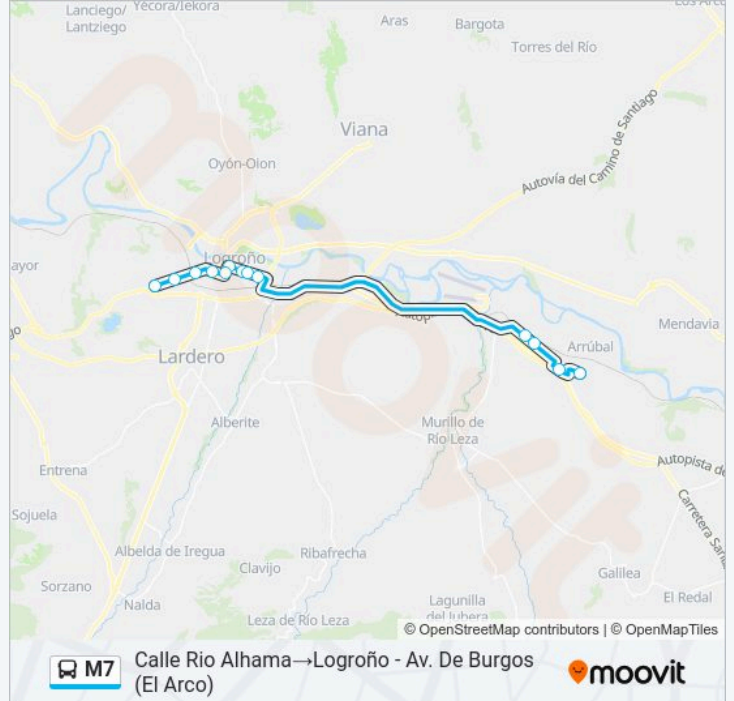 Lanciego/
Lantziego
Yécora/Iekora
Aras
Bargota
Torres del Río
Viana
Oyón-Oion
Autovía del Camino de Santiago
Logroño
Mendavia
Arrúbal
Lardero
Alberite
Murillo de
Río Leza
Entrena
Autopista de
Sojuela
Carretera San
Albelda de Iregua
Ribafrecha
Clavijo
Galilea
Sorzano
Nalda
Leza de Río Leza
Lagunilla
del Jubera
El Redal
© OpenStreetMap contributors | © OpenMapTiles
M7
Calle Rio Alhama→Logroño - Av. De Burgos
(El Arco)
moovit